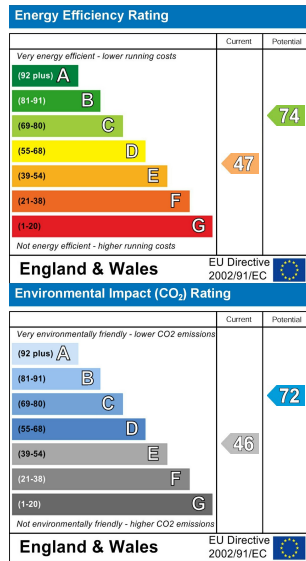 Energy Efficiency Rating
Current Potential
Very energy efficient - lower running costs
(92 plus) A
(81-91) B
(69-80) C
(55-68) D
(39-54) E
(21-38) F
(1-20) G
47
74
Not energy efficient - higher running costs
England & Wales
EU Directive
2002/91/EC
Environmental Impact (CO₂) Rating
Current Potential
Very environmentally friendly - lower CO2 emissions
(92 plus) A
(81-91) B
(69-80) C
(55-68) D
(39-54) E
(21-38) F
(1-20) G
46
72
Not environmentally friendly - higher CO2 emissions
England & Wales
EU Directive
2002/91/EC